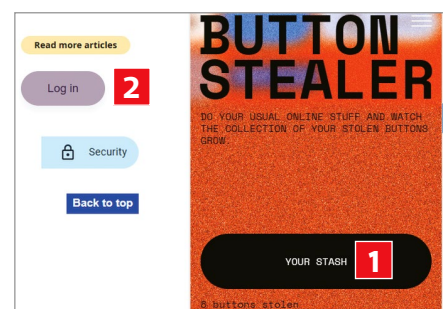 Read more articles
Log in
2
Security
Back to top
BUTTON
STEALER
DO YOUR USUAL ONLINE STUFF AND WATCH
THE COLLECTION OF YOUR STOLEN BUTTONS
GROW.
YOUR STASH
1
8 buttons stolen